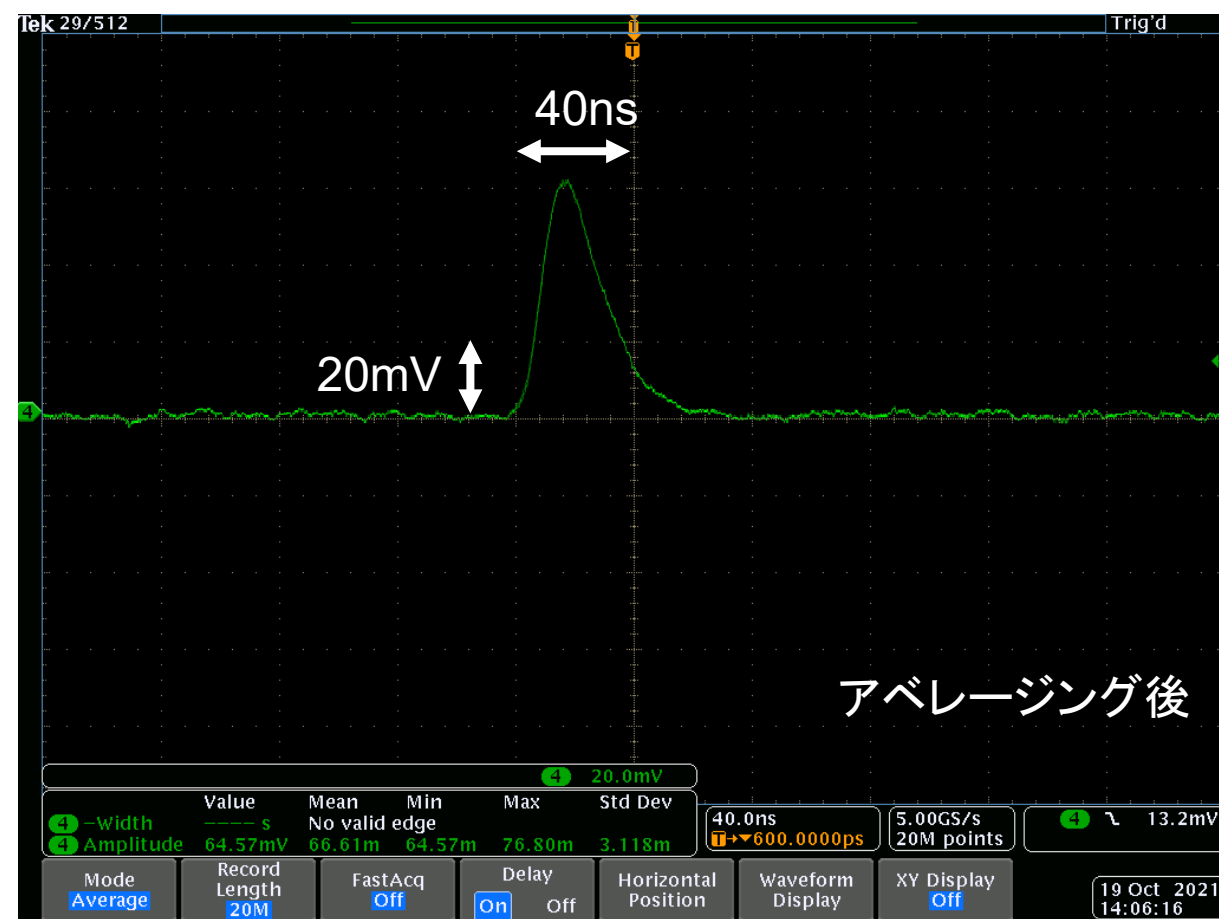 Tek 29/512 T Trig'd
T
40ns
20mV
4
アベレージング後
4 20.0mV
Value Mean Min Max Std Dev
4 −Width −−−− s No valid edge
4 Amplitude 64.57mV 66.61m 64.57m 76.80m 3.118m
40.0ns
T→▼600.0000ps
5.00GS/s
20M points
4 13.2mV
Mode
Average
Record
Length
20M
FastAcq
Off
Delay
On Off
Horizontal
Position
Waveform
Display
XY Display
Off
19 Oct 2021
14:06:16